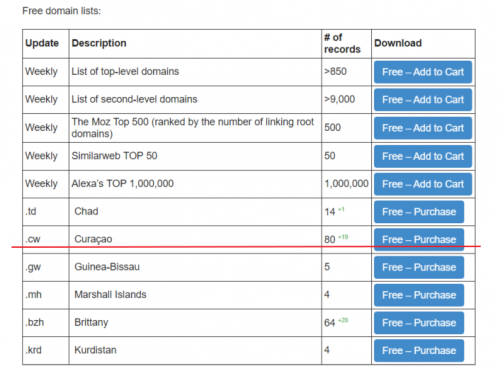 Free domain lists:
Update Description # of records Download
Weekly List of top-level domains >850 Free – Add to Cart
Weekly List of second-level domains >9,000 Free – Add to Cart
Weekly The Moz Top 500 (ranked by the number of linking root domains) 500 Free – Add to Cart
Weekly Similarweb TOP 50 50 Free – Add to Cart
Weekly Alexa's TOP 1,000,000 1,000,000 Free – Add to Cart
.td Chad 14 +1 Free – Purchase
.cw Curaçao 80 +19 Free – Purchase
.gw Guinea-Bissau 5 Free – Purchase
.mh Marshall Islands 4 Free – Purchase
.bzh Brittany 64 +20 Free – Purchase
.krd Kurdistan 4 Free – Purchase